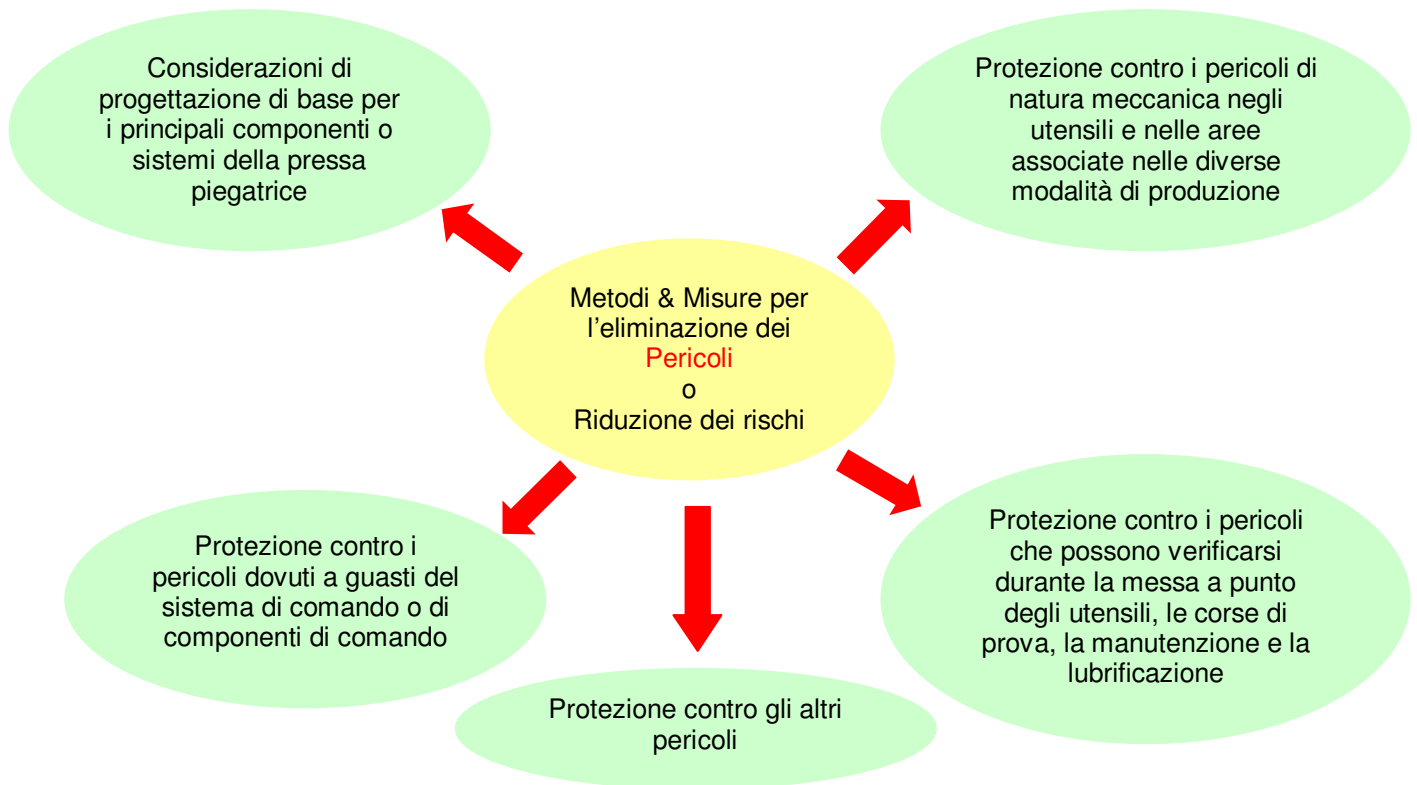 Considerazioni di
progettazione di base per
i principali componenti o
sistemi della pressa
piegatrice
Protezione contro i pericoli di
natura meccanica negli
utensili e nelle aree
associate nelle diverse
modalità di produzione
Metodi & Misure per
l'eliminazione dei
Pericoli
o
Riduzione dei rischi
Protezione contro i
pericoli dovuti a guasti del
sistema di comando o di
componenti di comando
Protezione contro i pericoli
che possono verificarsi
durante la messa a punto
degli utensili, le corse di
prova, la manutenzione e la
lubrificazione
Protezione contro gli altri
pericoli